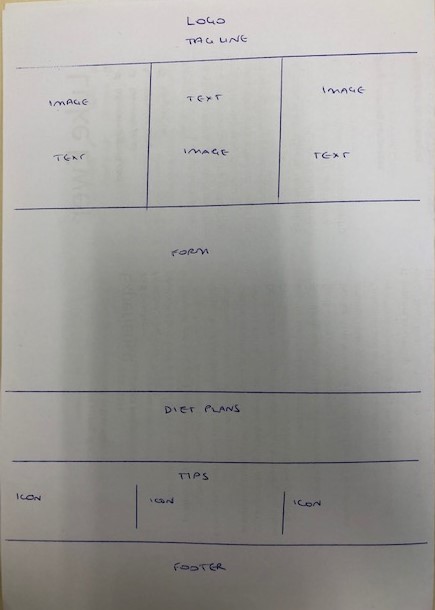 LOGO
TAG LINE
IMAGE
TEXT
TEXT
IMAGE
IMAGE
TEXT
FORM
DIET PLANS
TIPS
ICON
ICON
ICON
FOOTER